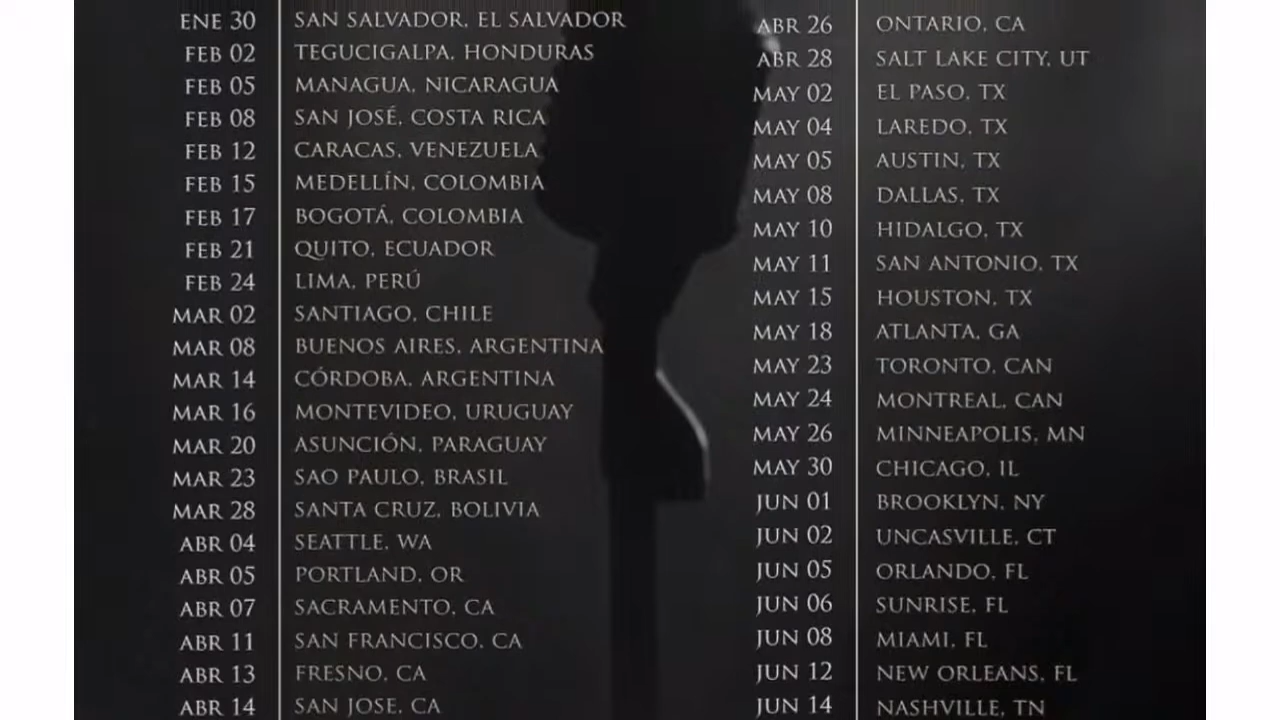 ENE 30 SAN SALVADOR, EL SALVADOR
FEB 02 TEGUCIGALPA, HONDURAS
FEB 05 MANAGUA, NICARAGUA
FEB 08 SAN JOSÉ, COSTA RICA
FEB 12 CARACAS, VENEZUELA
FEB 15 MEDELLÍN, COLOMBIA
FEB 17 BOGOTÁ, COLOMBIA
FEB 21 QUITO, ECUADOR
FEB 24 LIMA, PERÚ
MAR 02 SANTIAGO, CHILE
MAR 08 BUENOS AIRES, ARGENTINA
MAR 14 CÓRDOBA, ARGENTINA
MAR 16 MONTEVIDEO, URUGUAY
MAR 20 ASUNCIÓN, PARAGUAY
MAR 23 SAO PAULO, BRASIL
MAR 28 SANTA CRUZ, BOLIVIA
ABR 04 SEATTLE, WA
ABR 05 PORTLAND, OR
ABR 07 SACRAMENTO, CA
ABR 11 SAN FRANCISCO, CA
ABR 13 FRESNO, CA
ABR 14 SAN JOSE, CA
ABR 26 ONTARIO, CA
ABR 28 SALT LAKE CITY, UT
MAY 02 EL PASO, TX
MAY 04 LAREDO, TX
MAY 05 AUSTIN, TX
MAY 08 DALLAS, TX
MAY 10 HIDALGO, TX
MAY 11 SAN ANTONIO, TX
MAY 15 HOUSTON, TX
MAY 18 ATLANTA, GA
MAY 23 TORONTO, CAN
MAY 24 MONTREAL, CAN
MAY 26 MINNEAPOLIS, MN
MAY 30 CHICAGO, IL
JUN 01 BROOKLYN, NY
JUN 02 UNCASVILLE, CT
JUN 05 ORLANDO, FL
JUN 06 SUNRISE, FL
JUN 08 MIAMI, FL
JUN 12 NEW ORLEANS, FL
JUN 14 NASHVILLE, TN